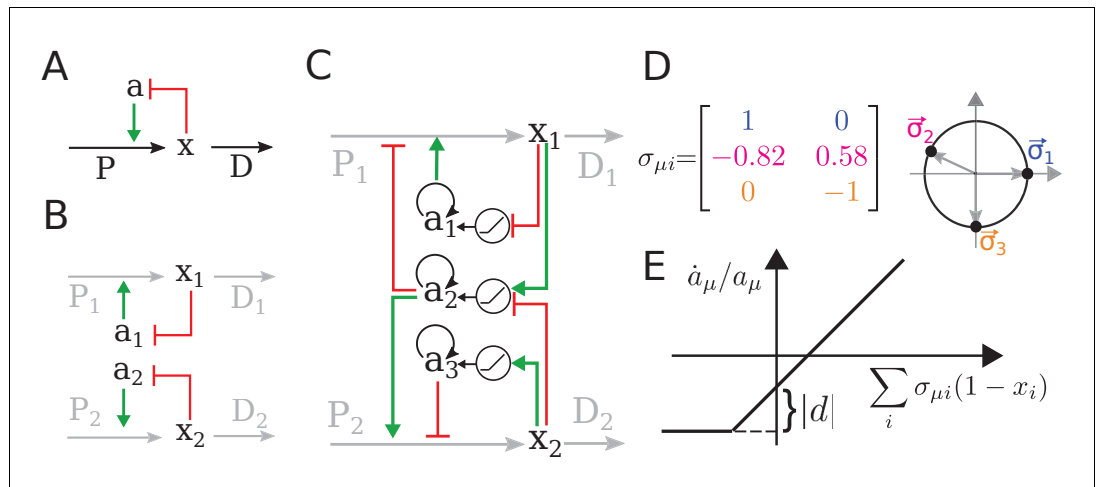 A
a
x
P
D
B
x₁
P₁
D₁
a₁
a₂
P₂
D₂
x₂
C
x₁
P₁
D₁
a₁
a₂
a₃
P₂
D₂
x₂
D
σμi=
1 0
−0.82 0.58
0 −1
σ⃗₁
σ⃗₂
σ⃗₃
E
ȧμ/aμ
∑i σμi(1 − xi)
}|d|